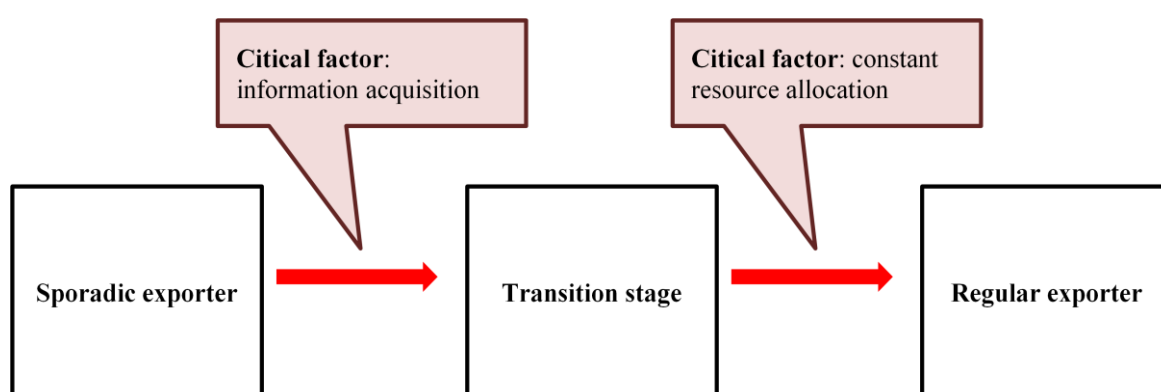 Citical factor:
information acquisition
Citical factor: constant
resource allocation
Sporadic exporter
Transition stage
Regular exporter